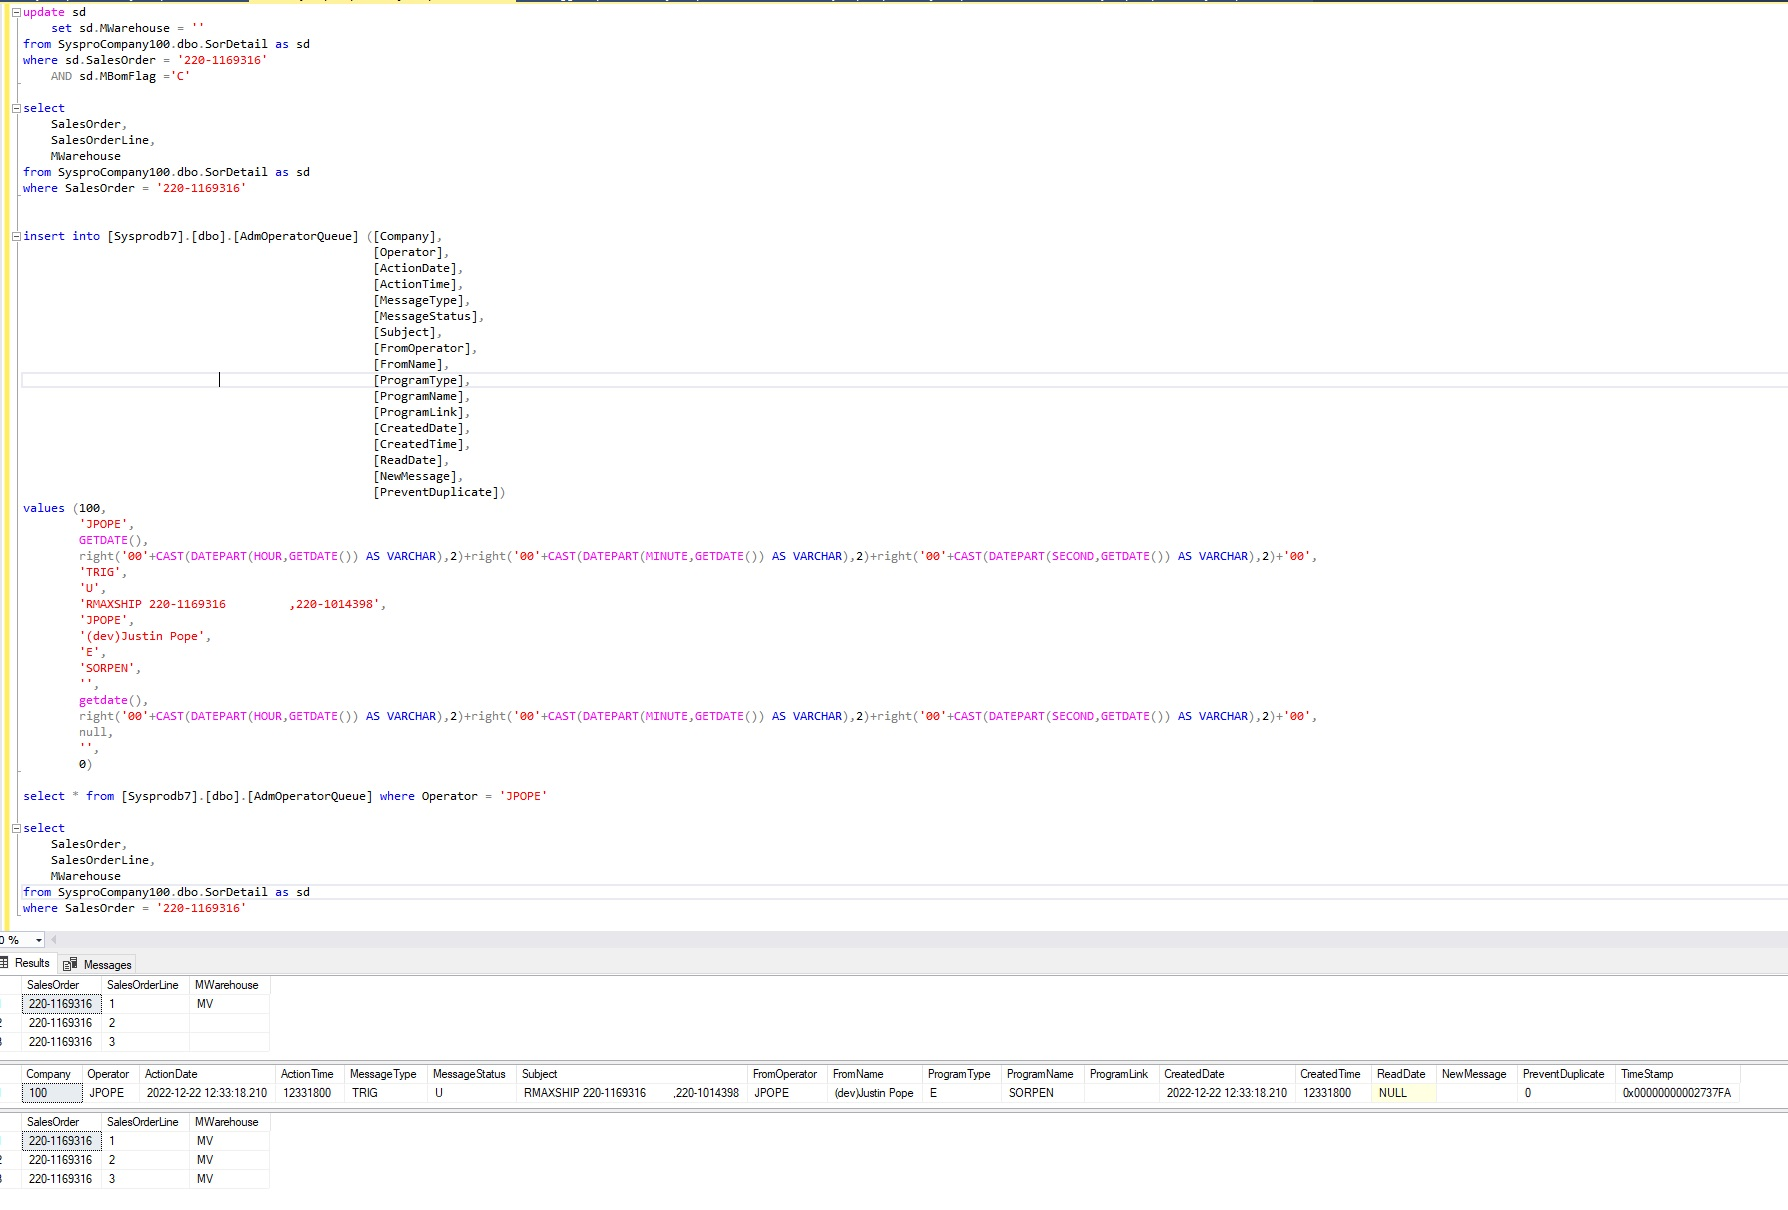 update sd
set sd.MWarehouse = ''
from SysproCompany100.dbo.SorDetail as sd
where sd.SalesOrder = '220-1169316'
AND sd.MBomFlag ='C'
select
SalesOrder,
SalesOrderLine,
MWarehouse
from SysproCompany100.dbo.SorDetail as sd
where SalesOrder = '220-1169316'
insert into [Sysprodb7].[dbo].[AdmOperatorQueue] ([Company],
[Operator],
[ActionDate],
[ActionTime],
[MessageType],
[MessageStatus],
[Subject],
[FromOperator],
[FromName],
[ProgramType],
[ProgramName],
[ProgramLink],
[CreatedDate],
[CreatedTime],
[ReadDate],
[NewMessage],
[PreventDuplicate])
values (100,
'JPOPE',
GETDATE(),
right('00'+CAST(DATEPART(HOUR,GETDATE()) AS VARCHAR),2)+right('00'+CAST(DATEPART(MINUTE,GETDATE()) AS VARCHAR),2)+right('00'+CAST(DATEPART(SECOND,GETDATE()) AS VARCHAR),2)+'00',
'TRIG',
'U',
'RMAXSHIP 220-1169316         ,220-1014398',
'JPOPE',
'(dev)Justin Pope',
'E',
'SORPEN',
'',
getdate(),
right('00'+CAST(DATEPART(HOUR,GETDATE()) AS VARCHAR),2)+right('00'+CAST(DATEPART(MINUTE,GETDATE()) AS VARCHAR),2)+right('00'+CAST(DATEPART(SECOND,GETDATE()) AS VARCHAR),2)+'00',
null,
'',
0)
select * from [Sysprodb7].[dbo].[AdmOperatorQueue] where Operator = 'JPOPE'
select
SalesOrder,
SalesOrderLine,
MWarehouse
from SysproCompany100.dbo.SorDetail as sd
where SalesOrder = '220-1169316'
0 %
Results Messages
SalesOrder SalesOrderLine MWarehouse
220-1169316 1 MV
2 220-1169316 2
3 220-1169316 3
Company Operator ActionDate ActionTime MessageType MessageStatus Subject FromOperator FromName ProgramType ProgramName ProgramLink CreatedDate CreatedTime ReadDate NewMessage PreventDuplicate TimeStamp
100 JPOPE 2022-12-22 12:33:18.210 12331800 TRIG U RMAXSHIP 220-1169316         ,220-1014398 JPOPE (dev)Justin Pope E SORPEN 2022-12-22 12:33:18.210 12331800 NULL 0 0x00000000002737FA
SalesOrder SalesOrderLine MWarehouse
220-1169316 1 MV
2 220-1169316 2 MV
3 220-1169316 3 MV